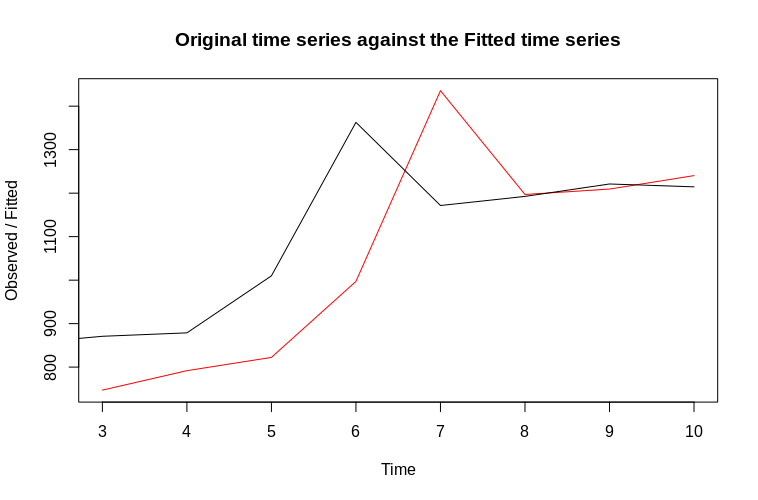 Original time series against the Fitted time series
Observed / Fitted
1300
1100
900
800
3 4 5 6 7 8 9 10
Time